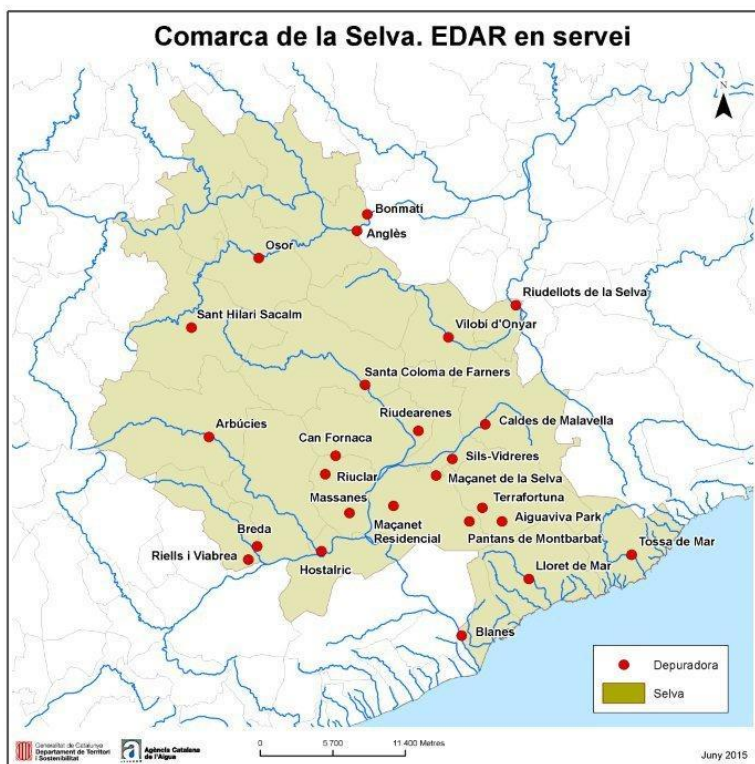 Comarca de la Selva. EDAR en servei
N
Bonmatí
Anglès
Osor
Riudellots de la Selva
Sant Hilari Sacalm
Vilobí d'Onyar
Santa Coloma de Farners
Riudearenes
Caldes de Malavella
Arbúcies
Can Fornaca
Sils-Vidreres
Riuclar
Maçanet de la Selva
Massanes
Terrafortuna
Maçanet
Residencial
Aiguaviva Park
Breda
Pantans de Montbarbat
Riells i Viabrea
Tossa de Mar
Hostalric
Lloret de Mar
Blanes
Depuradora
Selva
Generalitat de Catalunya
Departament de Territori
i Sostenibilitat
Agència Catalana
de l'Aigua
0 5.700 11.400 Metres
Juny 2015